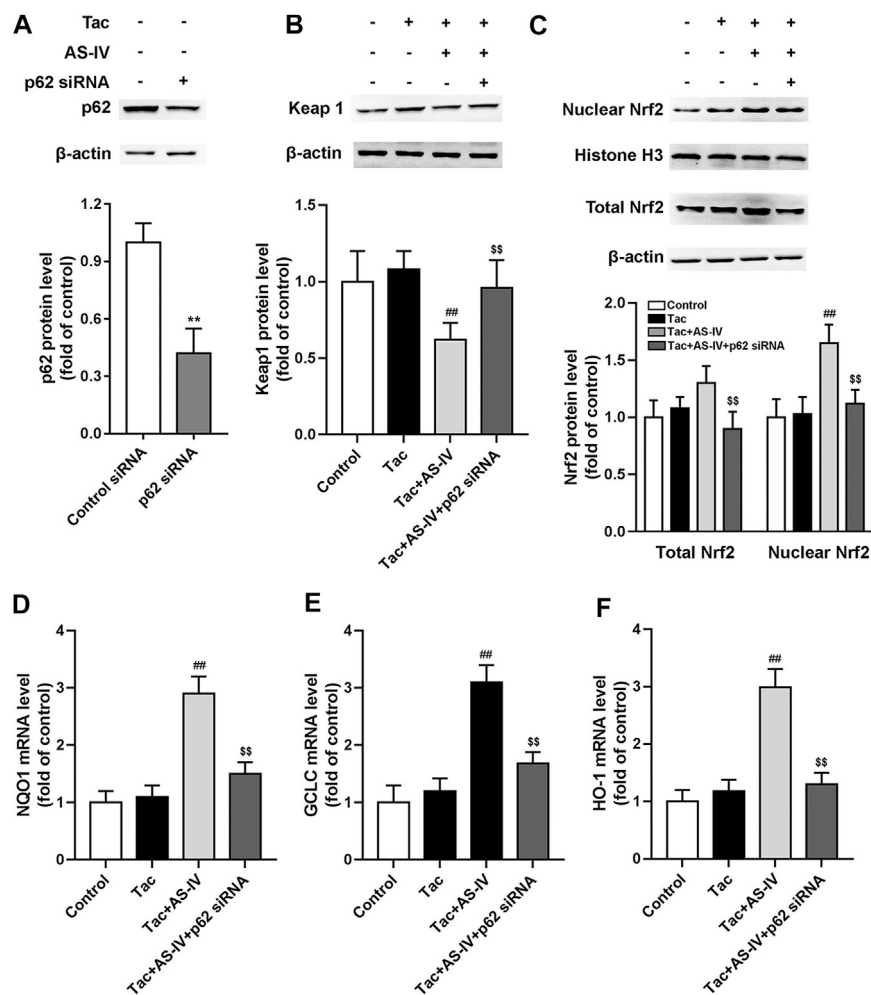 A
Tac - -
AS-IV - -
p62 siRNA - +
p62
β-actin
p62 protein level
(fold of control)
1.2
0.9
0.6
0.3
0.0
**
Control siRNA
p62 siRNA
B
- + + +
- - + +
- - - +
Keap 1
β-actin
Keap1 protein level
(fold of control)
1.5
1.0
0.5
0.0
##
$$
Control
Tac
Tac+AS-IV
Tac+AS-IV+p62 siRNA
C
- + + +
- - + +
- - - +
Nuclear Nrf2
Histone H3
Total Nrf2
β-actin
Nrf2 protein level
(fold of control)
2.0
1.5
1.0
0.5
0.0
Control
Tac
Tac+AS-IV
Tac+AS-IV+p62 siRNA
$$
##
$$
Total Nrf2
Nuclear Nrf2
D
NQO1 mRNA level
(fold of control)
4
3
2
1
0
##
$$
Control
Tac
Tac+AS-IV
Tac+AS-IV+p62 siRNA
E
GCLC mRNA level
(fold of control)
4
3
2
1
0
##
$$
Control
Tac
Tac+AS-IV
Tac+AS-IV+p62 siRNA
F
HO-1 mRNA level
(fold of control)
4
3
2
1
0
##
$$
Control
Tac
Tac+AS-IV
Tac+AS-IV+p62 siRNA